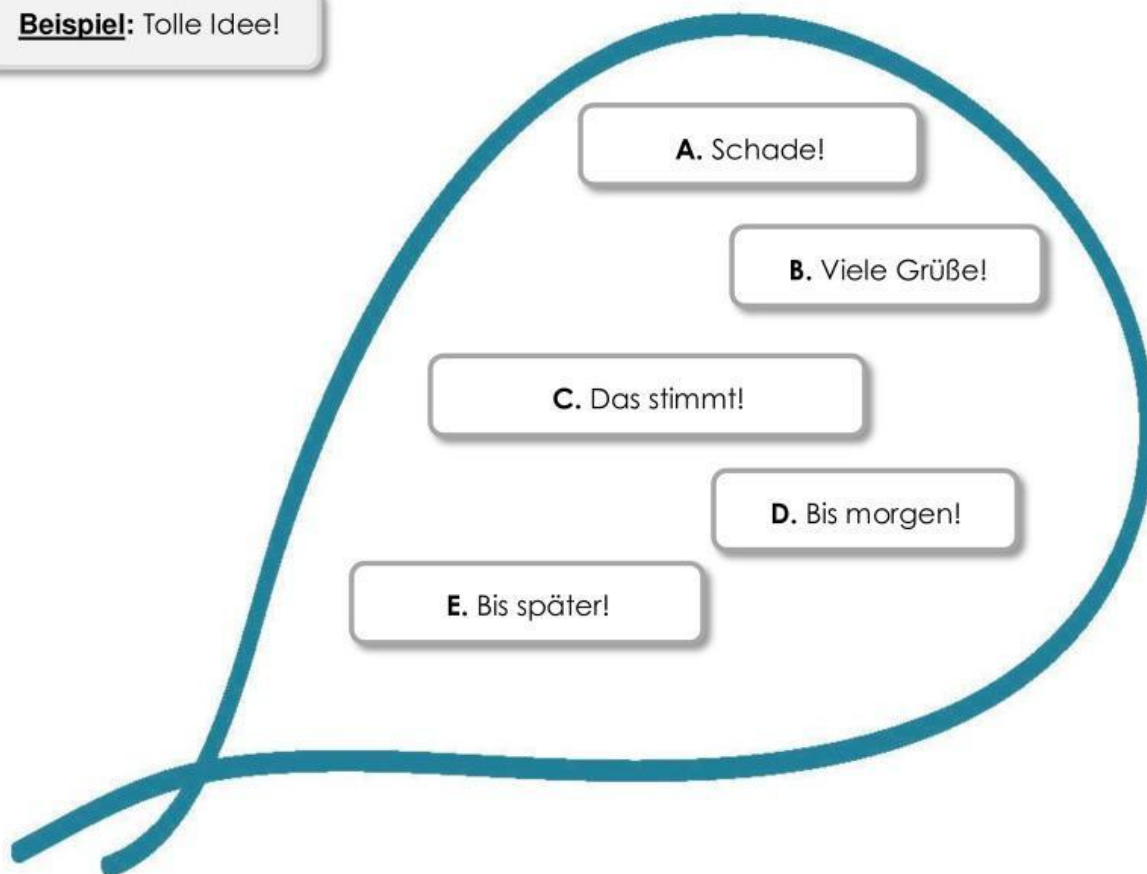 Beispiel: Tolle Idee!
A. Schade!
B. Viele Grüße!
C. Das stimmt!
D. Bis morgen!
E. Bis später!